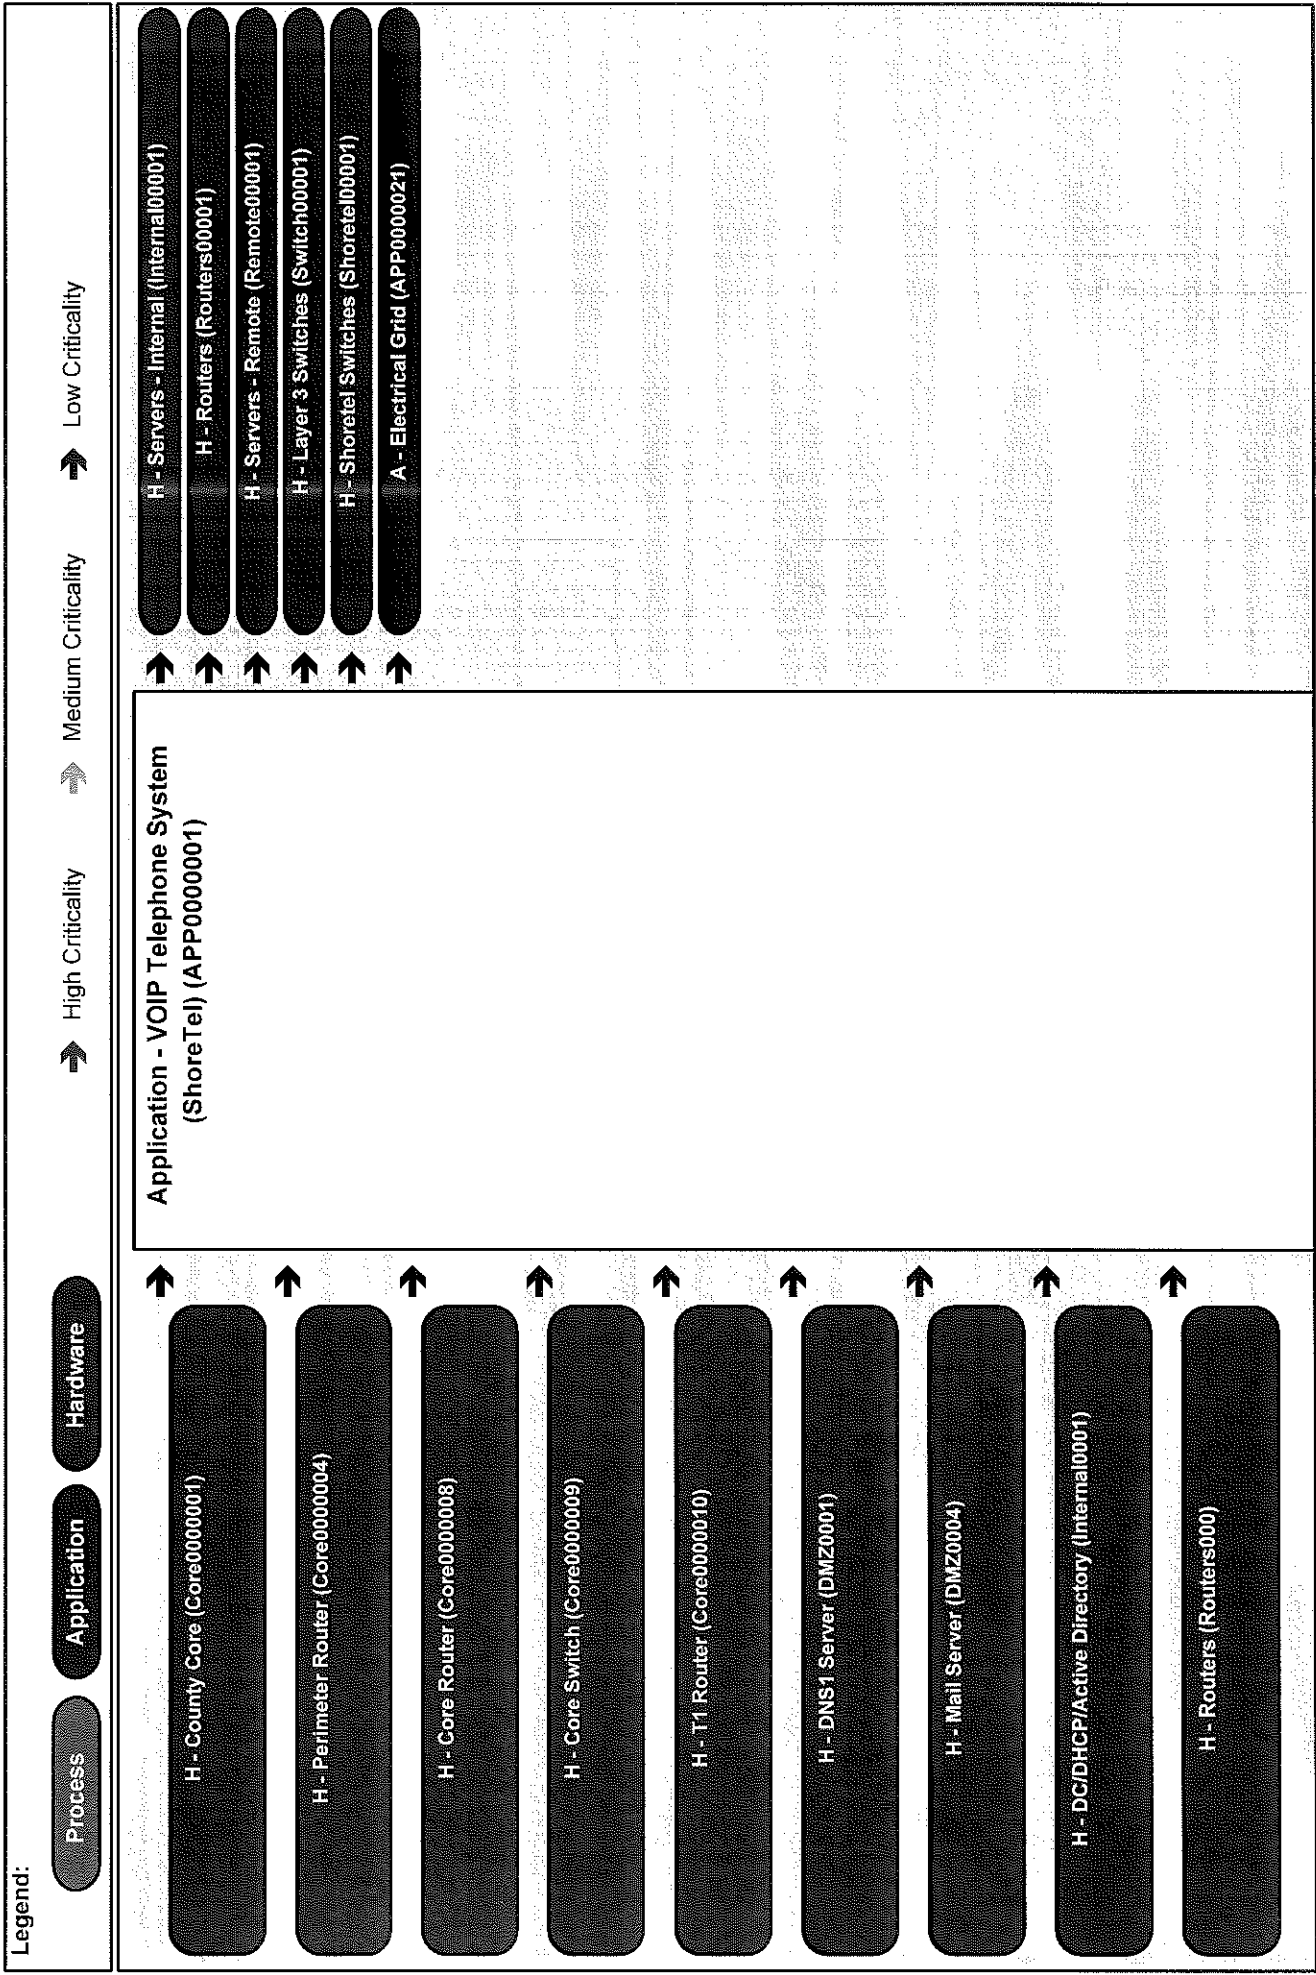 Legend:
Process
Application
Hardware
High Criticality
Medium Criticality
Low Criticality
H - County Core (Core0000001)
H - Perimeter Router (Core0000004)
H - Core Router (Core0000008)
H - Core Switch (Core0000009)
H - T1 Router (Core0000010)
H - DNS1 Server (DMZ0001)
H - Mail Server (DMZ0004)
H - DC/DHCP/Active Directory (Internal0001)
H - Routers (Routers000)
Application - VOIP Telephone System
(ShoreTel) (APP0000001)
H - Servers - Internal (Internal00001)
H - Routers (Routers00001)
H - Servers - Remote (Remote00001)
H - Layer 3 Switches (Switch00001)
H - Shoretel Switches (Shoretel00001)
A - Electrical Grid (APP0000021)